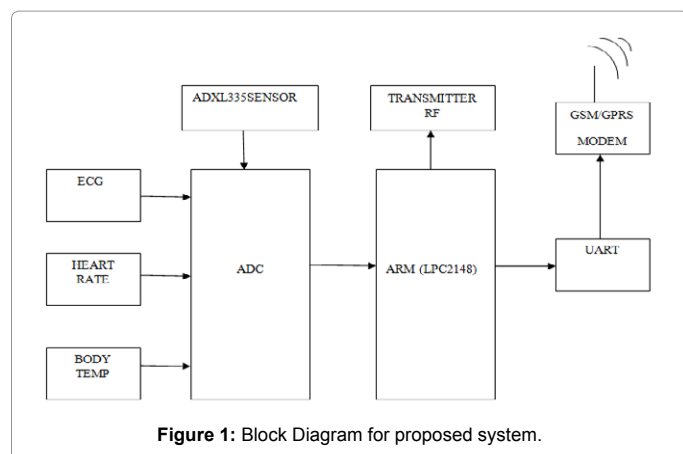 ADXL335SENSOR
TRANSMITTER
RF
GSM/GPRS
MODEM
ECG
HEART
RATE
BODY
TEMP
ADC
ARM (LPC2148)
UART
Figure 1: Block Diagram for proposed system.